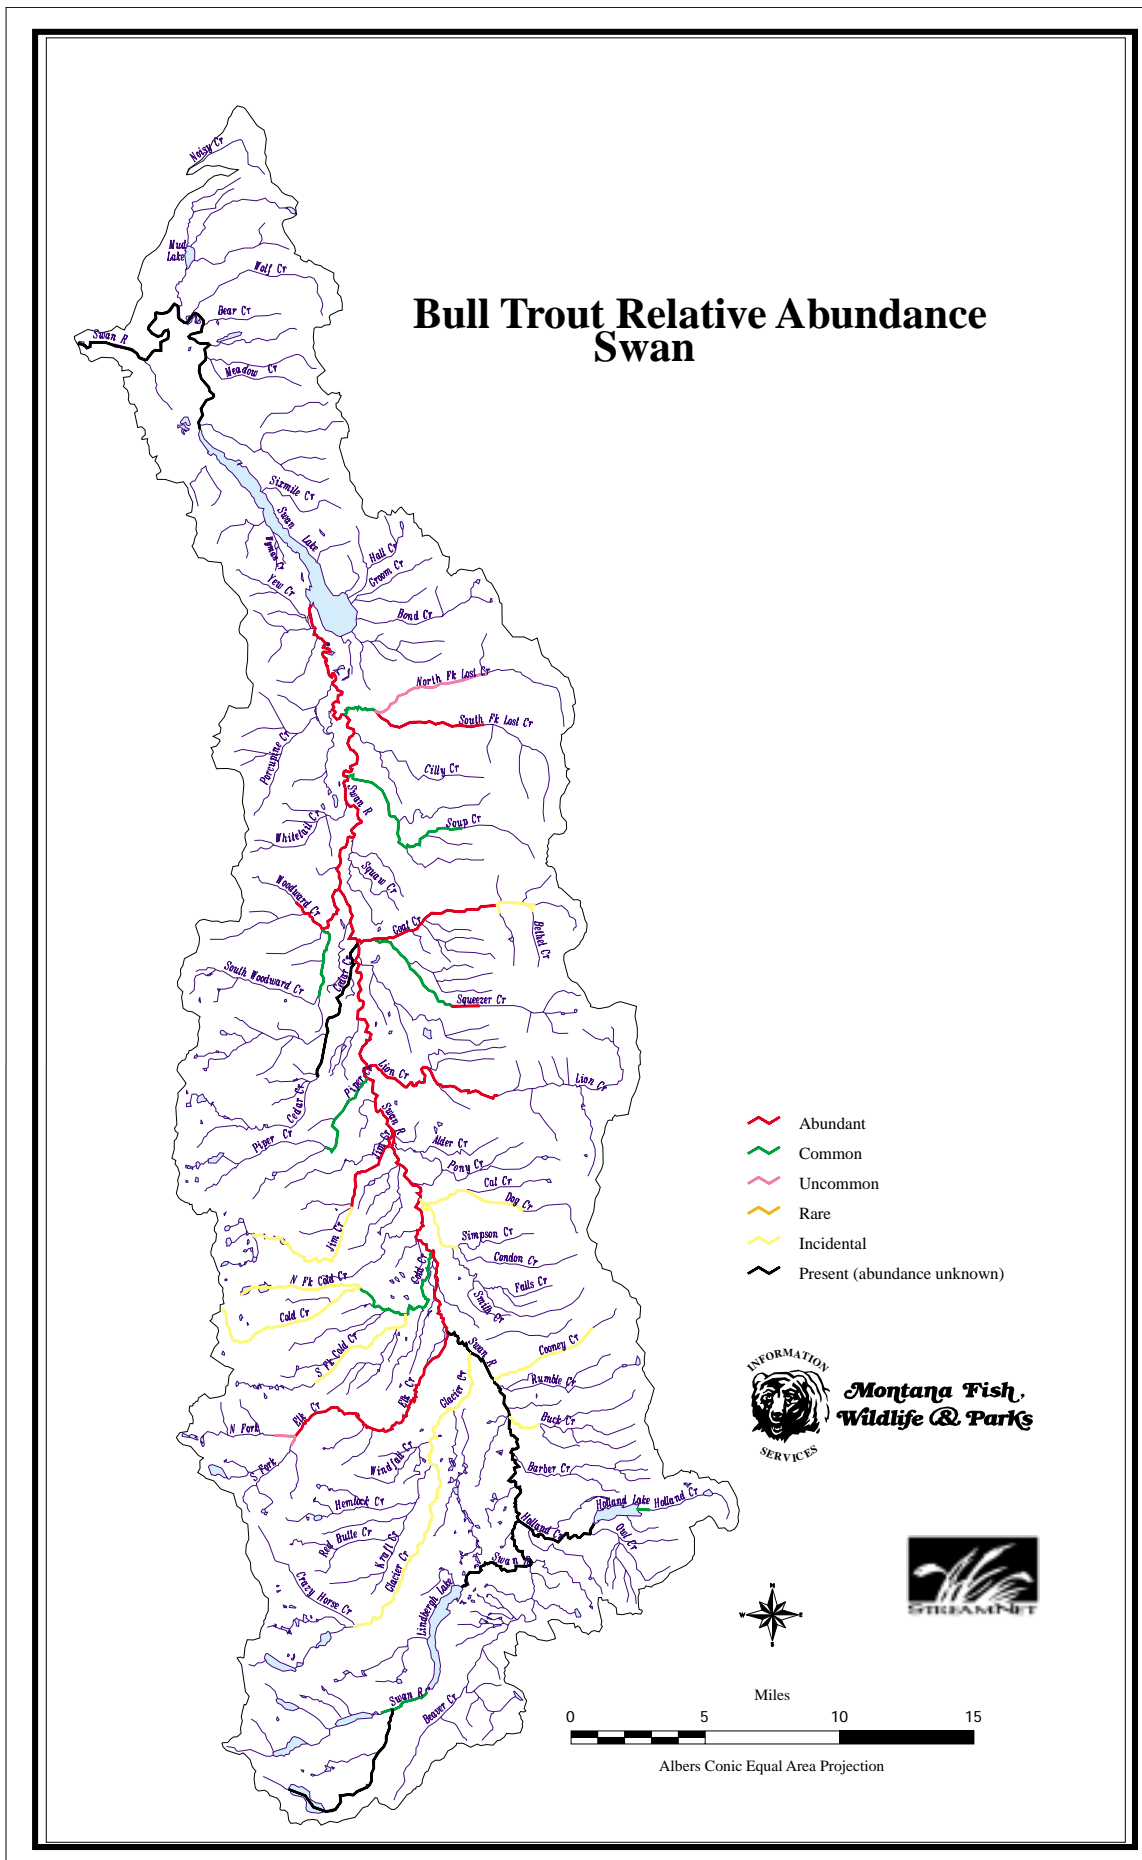 Noisy Cr
Mud
Lake
Wolf Cr
Bear Cr
Swan R
Bull Trout Relative Abundance
Swan
Meadow Cr
Sixmile Cr
Swan Lake
Wyman Cr
Hall Cr
Groom Cr
Yew Cr
Bond Cr
North Fk Lost Cr
South Fk Lost Cr
Porcupine Cr
Cilly Cr
Swan R
Whitetail Cr
Soup Cr
Squaw Cr
Woodward Cr
Goat Cr
Bethel Cr
South Woodward Cr
Cedar Cr
Squeezer Cr
Lion Cr
Piper Cr
Lion Cr
Cedar Cr
Swan R
Piper Cr
Jim Cr
Alder Cr
Pony Cr
Cat Cr
Dog Cr
Jim Cr
Simpson Cr
Condon Cr
N Fk Cold Cr
Cold Cr
Falls Cr
Smith Cr
Cold Cr
S Fk Cold Cr
Swan R
Cooney Cr
Rumble Cr
Glacier Cr
Elk Cr
Elk Cr
N Fork
Buck Cr
S Fork
Windfall Cr
Barber Cr
Hemlock Cr
Holland Lake
Holland Cr
Holland Cr
Owl Cr
Red Butte Cr
Kraft Cr
Swan R
Glacier Cr
Crazy Horse Cr
Lindbergh Lake
Swan R
Beaver Cr
Abundant
Common
Uncommon
Rare
Incidental
Present (abundance unknown)
INFORMATION
SERVICES
Montana Fish,
Wildlife & Parks
STREAMNET
N
W E
S
Miles
0 5 10 15
Albers Conic Equal Area Projection